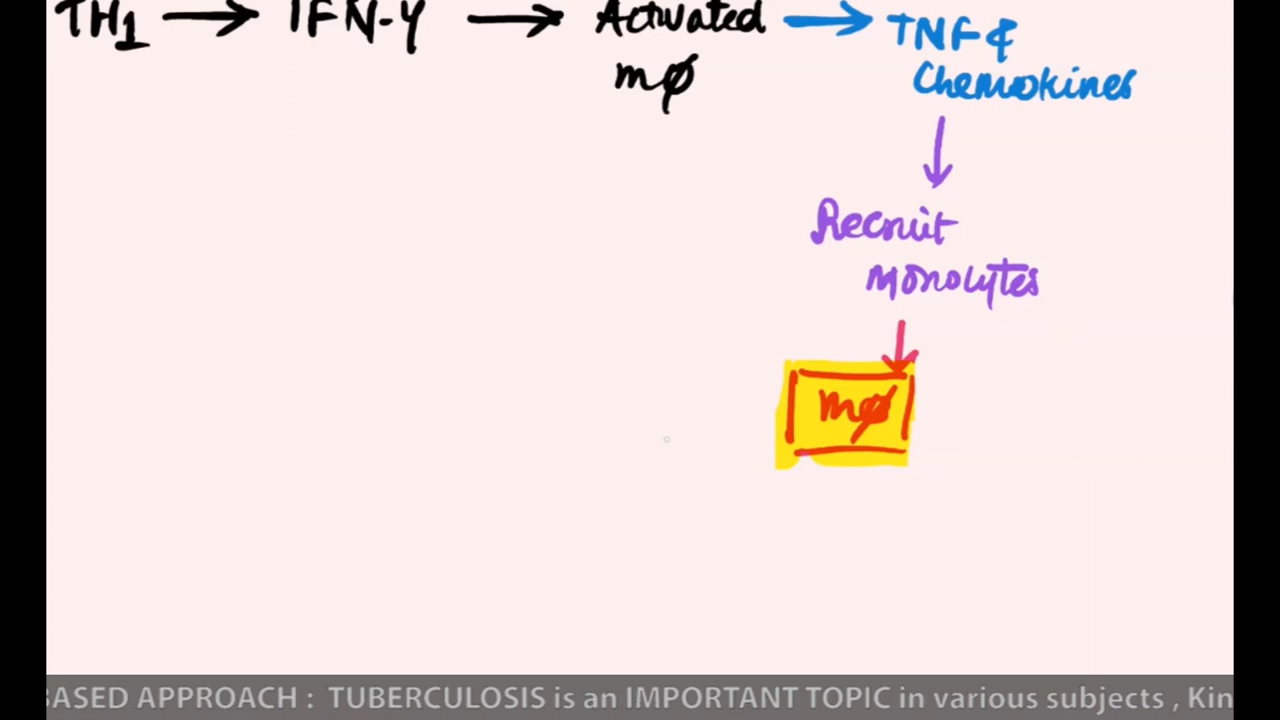 TH1 → IFN-γ → Activated → TNF &
mφ Chemokines
↓
Recruit
monocytes
↓
mφ
BASED APPROACH : TUBERCULOSIS is an IMPORTANT TOPIC in various subjects , Kin